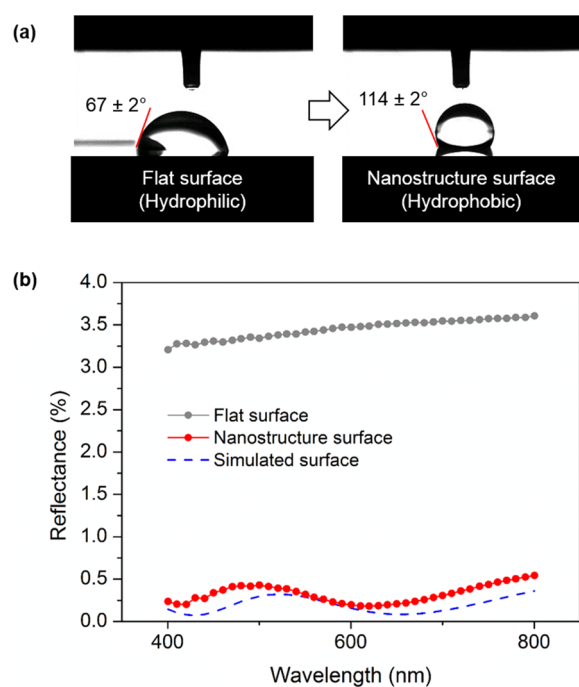 (a)
67 ± 2°
114 ± 2°
Flat surface
(Hydrophilic)
Nanostructure surface
(Hydrophobic)
(b)
4.0
3.5
3.0
2.5
2.0
1.5
1.0
0.5
0.0
Reflectance (%)
Flat surface
Nanostructure surface
Simulated surface
400
600
800
Wavelength (nm)